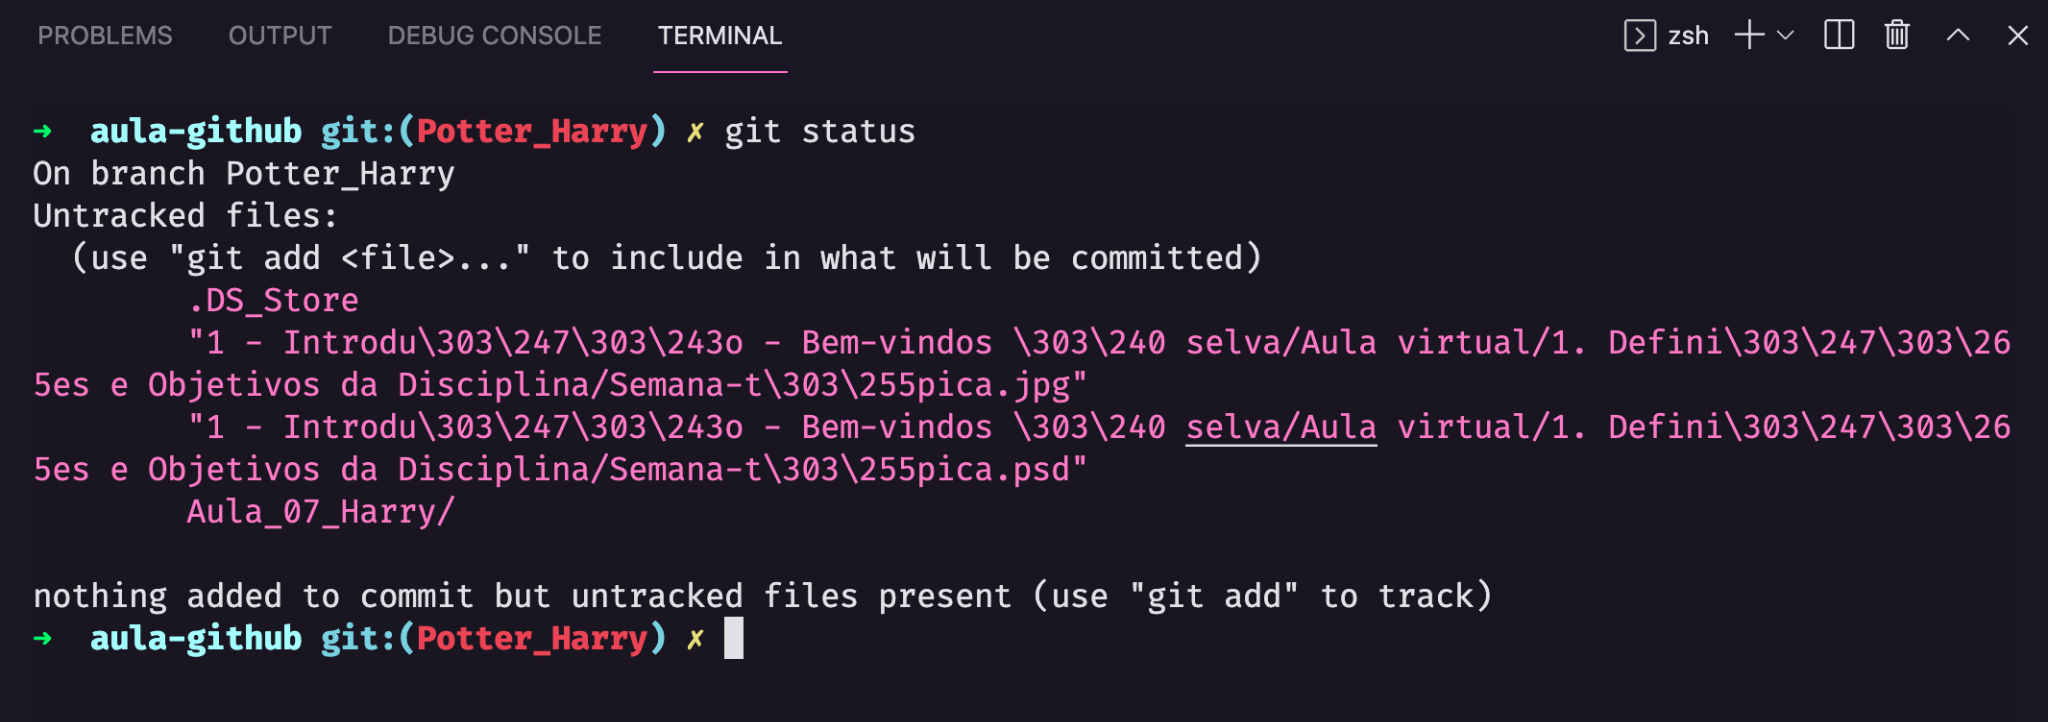 PROBLEMS OUTPUT DEBUG CONSOLE TERMINAL zsh
➜ aula-github git:(Potter_Harry) ✗ git status
On branch Potter_Harry
Untracked files:
  (use "git add <file>..." to include in what will be committed)
        .DS_Store
        "1 - Introdu\303\247\303\243o - Bem-vindos \303\240 selva/Aula virtual/1. Defini\303\247\303\26
5es e Objetivos da Disciplina/Semana-t\303\255pica.jpg"
        "1 - Introdu\303\247\303\243o - Bem-vindos \303\240 selva/Aula virtual/1. Defini\303\247\303\26
5es e Objetivos da Disciplina/Semana-t\303\255pica.psd"
        Aula_07_Harry/
nothing added to commit but untracked files present (use "git add" to track)
➜ aula-github git:(Potter_Harry) ✗